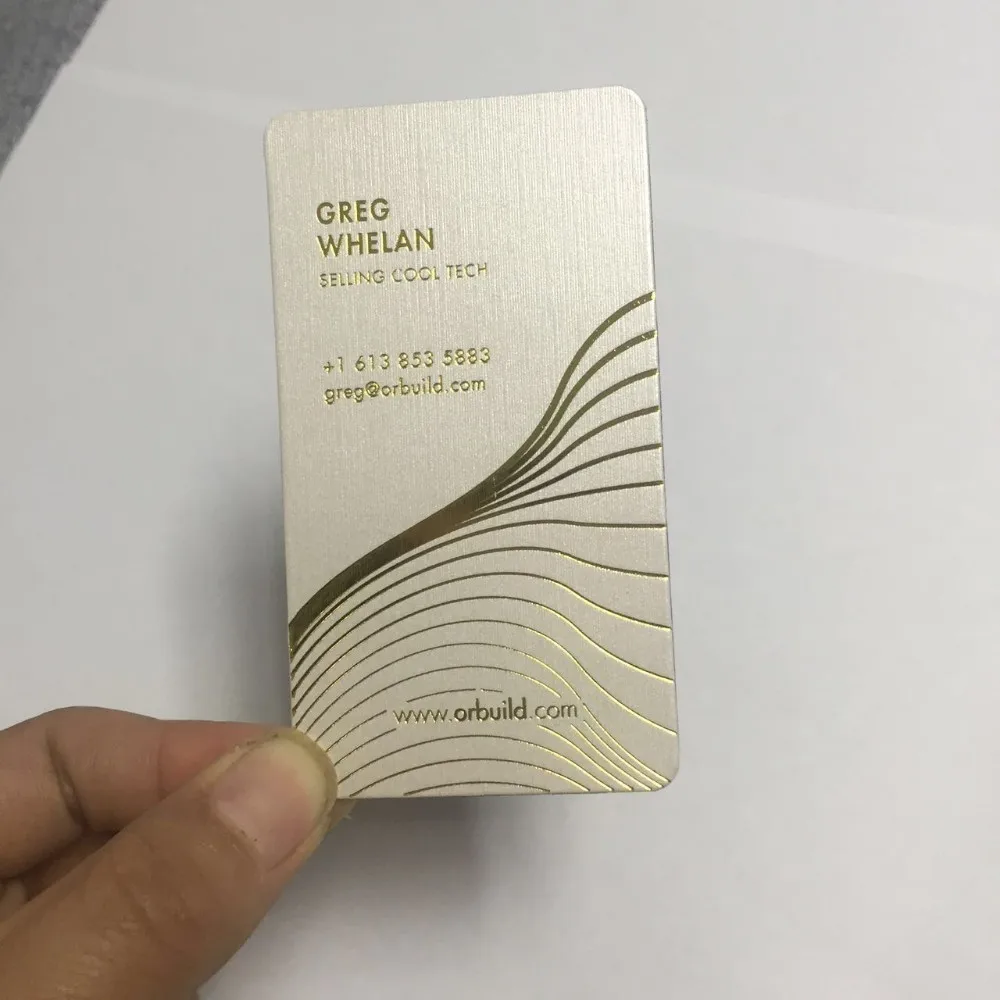 GREG
WHELAN
SELLING COOL TECH
+1 613 853 5883
greg@orbuild.com
www.orbuild.com